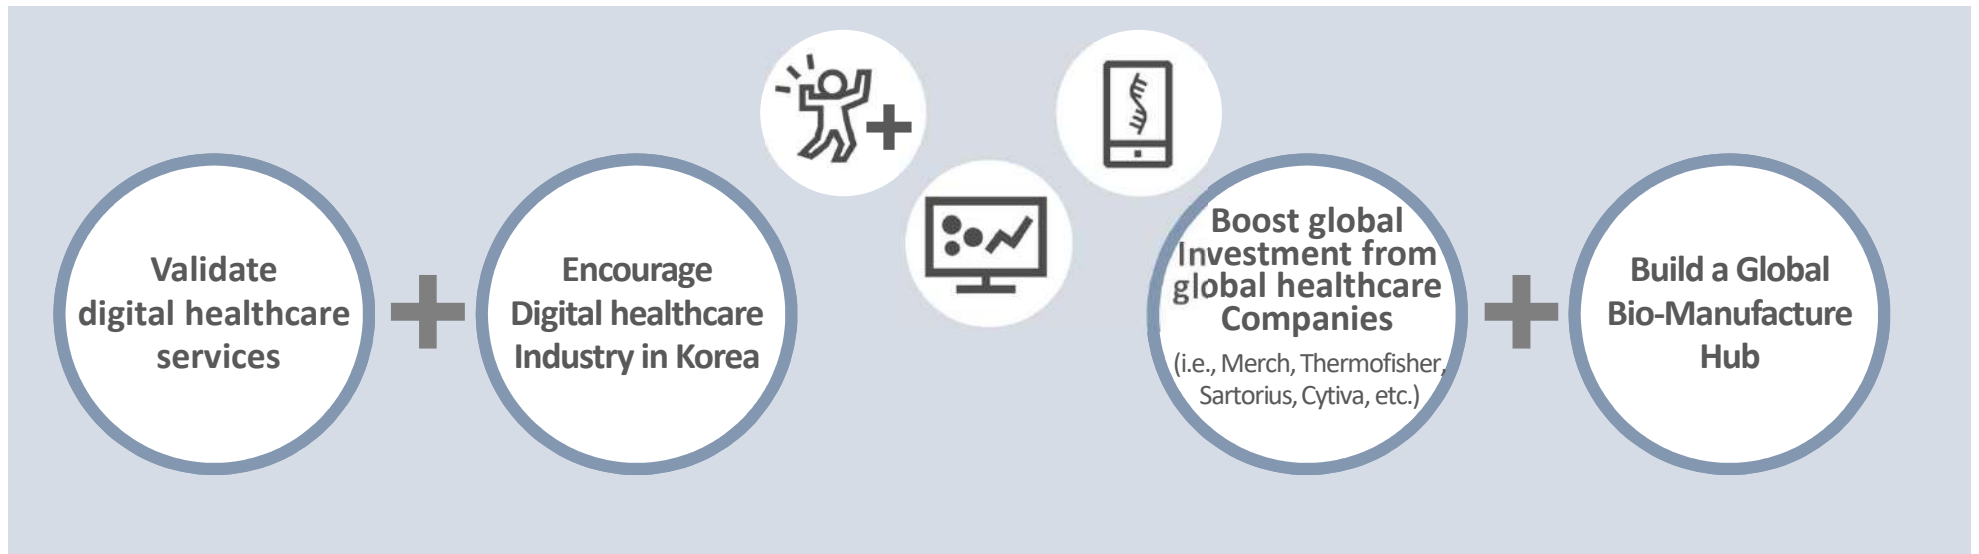 Validate
digital healthcare
services
Encourage
Digital healthcare
Industry in Korea
Boost global
Investment from
global healthcare
Companies
(i.e., Merch, Thermofisher,
Sartorius, Cytiva, etc.)
Build a Global
Bio-Manufacture
Hub